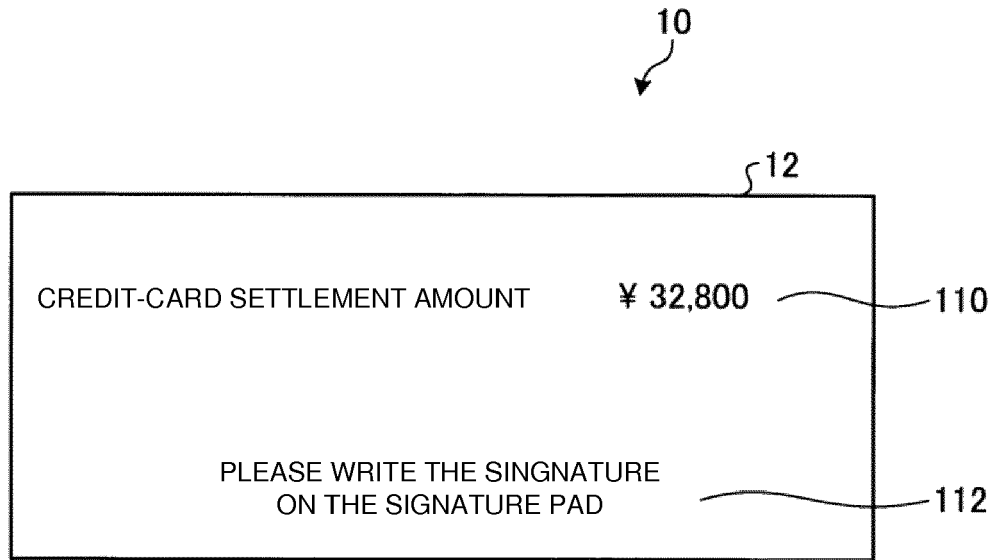 10
12
CREDIT-CARD SETTLEMENT AMOUNT ¥ 32,800 110
PLEASE WRITE THE SINGNATURE
ON THE SIGNATURE PAD 112